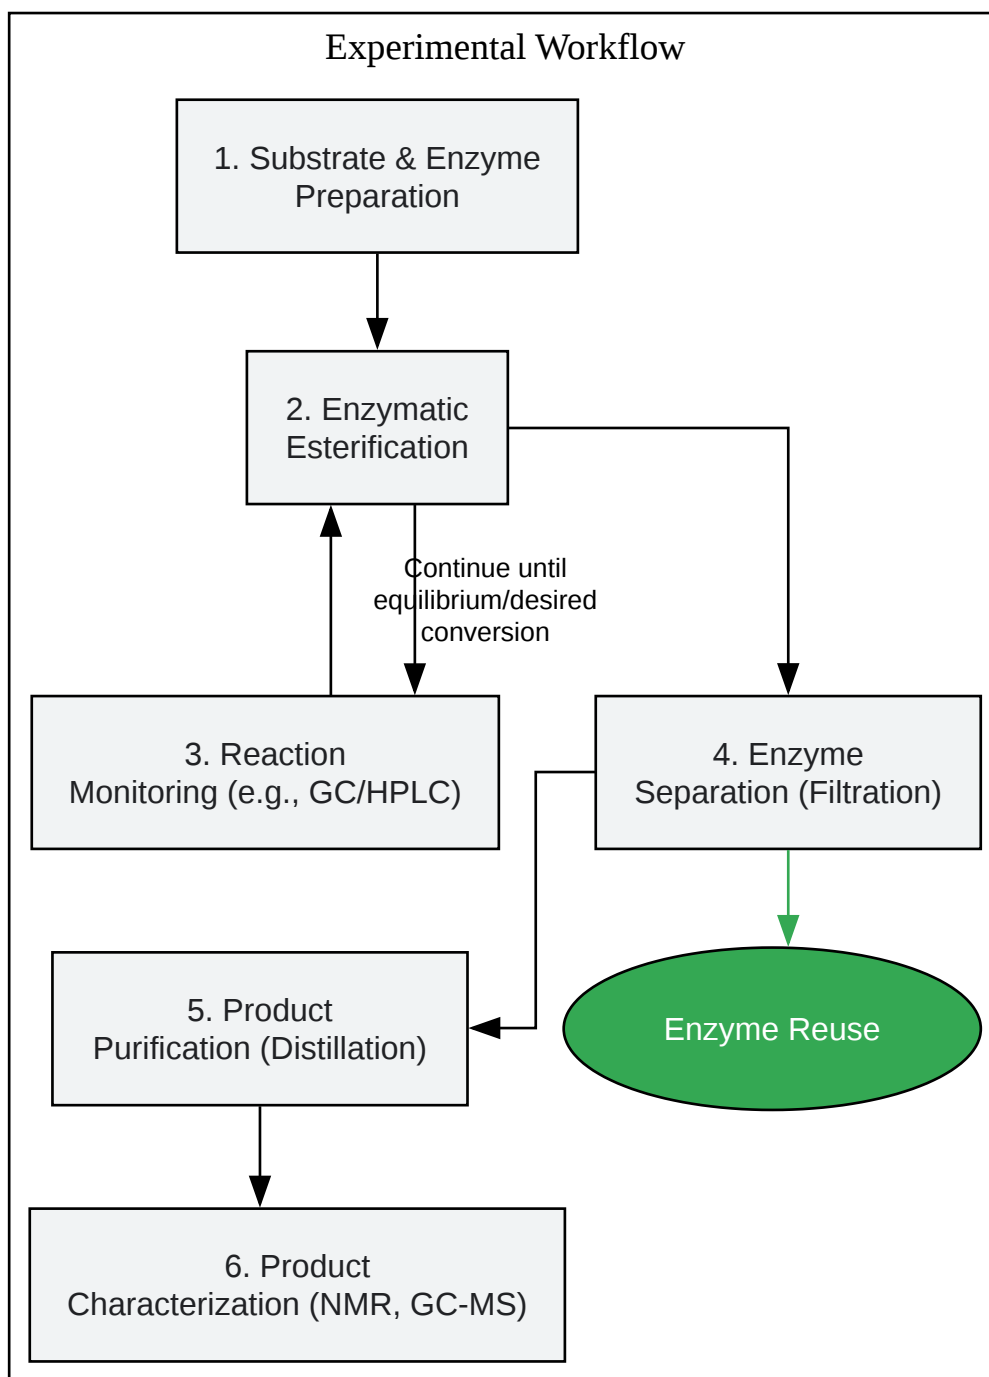 Experimental Workflow
1. Substrate & Enzyme
Preparation
2. Enzymatic
Esterification
Continue until
equilibrium/desired
conversion
3. Reaction
Monitoring (e.g., GC/HPLC)
4. Enzyme
Separation (Filtration)
5. Product
Purification (Distillation)
Enzyme Reuse
6. Product
Characterization (NMR, GC-MS)